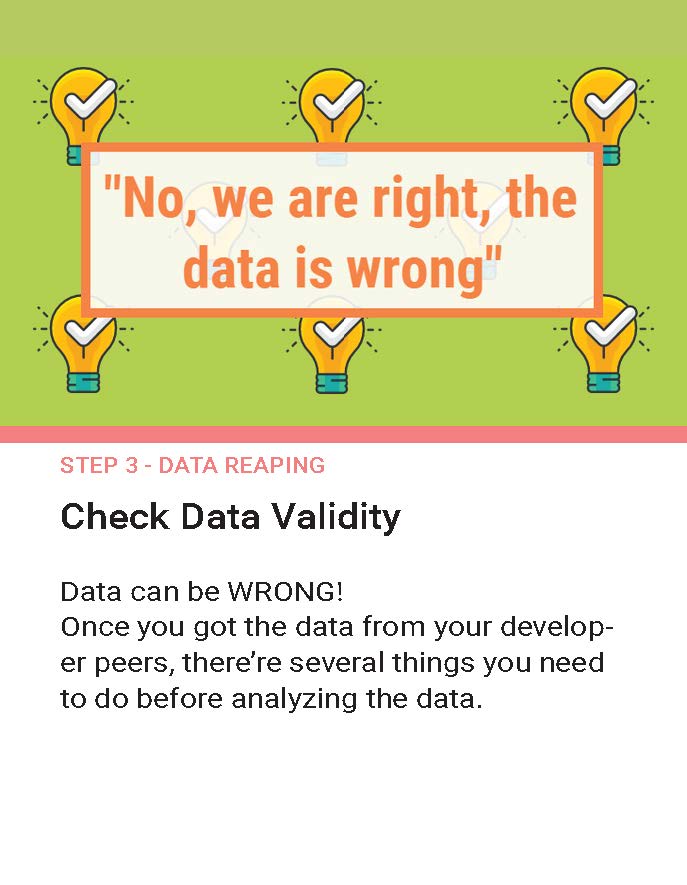 "No, we are right, the
data is wrong"
STEP 3 - DATA REAPING
Check Data Validity
Data can be WRONG!
Once you got the data from your develop-
er peers, there’re several things you need
to do before analyzing the data.